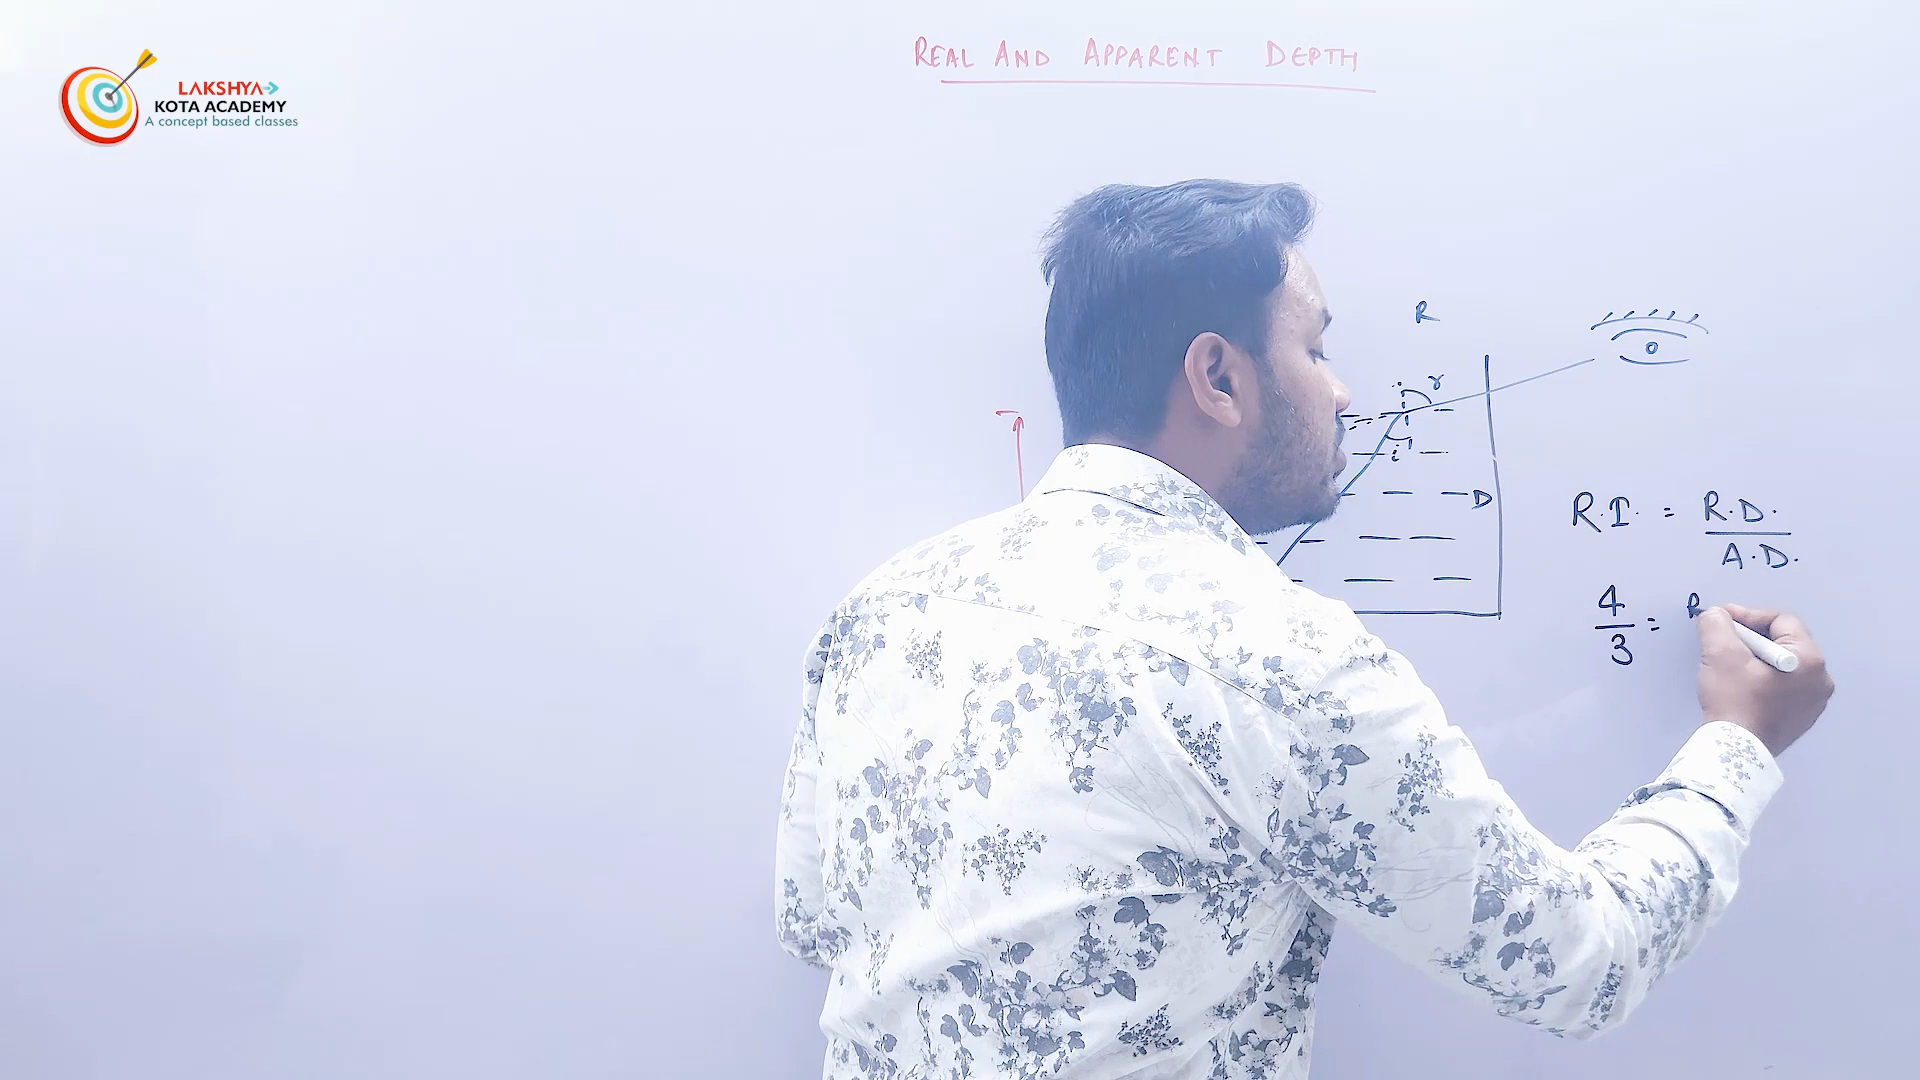 REAL AND APPARENT DEPTH
LAKSHYA
KOTA ACADEMY
A concept based classes
R
r
i
D
R.I. = R.D.
A.D.
4
3 = R